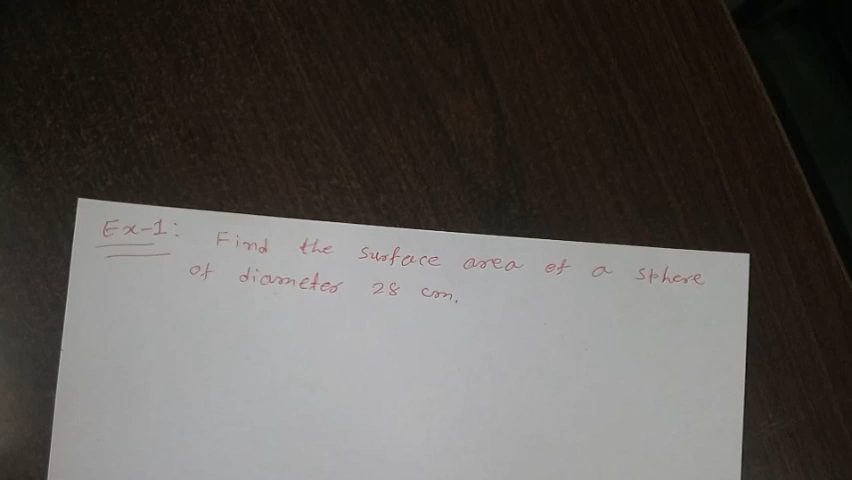 Ex-1: Find the surface area of a sphere
of diameter 28 cm.